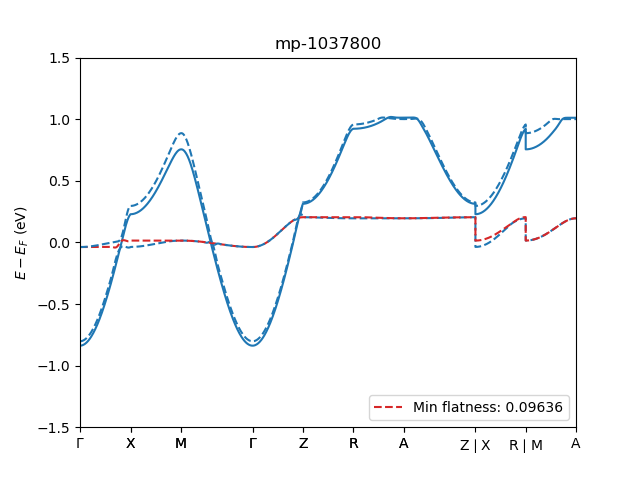 mp-1037800
1.5
1.0
0.5
0.0
−0.5
−1.0
−1.5
E − E_F (eV)
Min flatness: 0.09636
Γ X M Γ Z R A Z | X R | M A